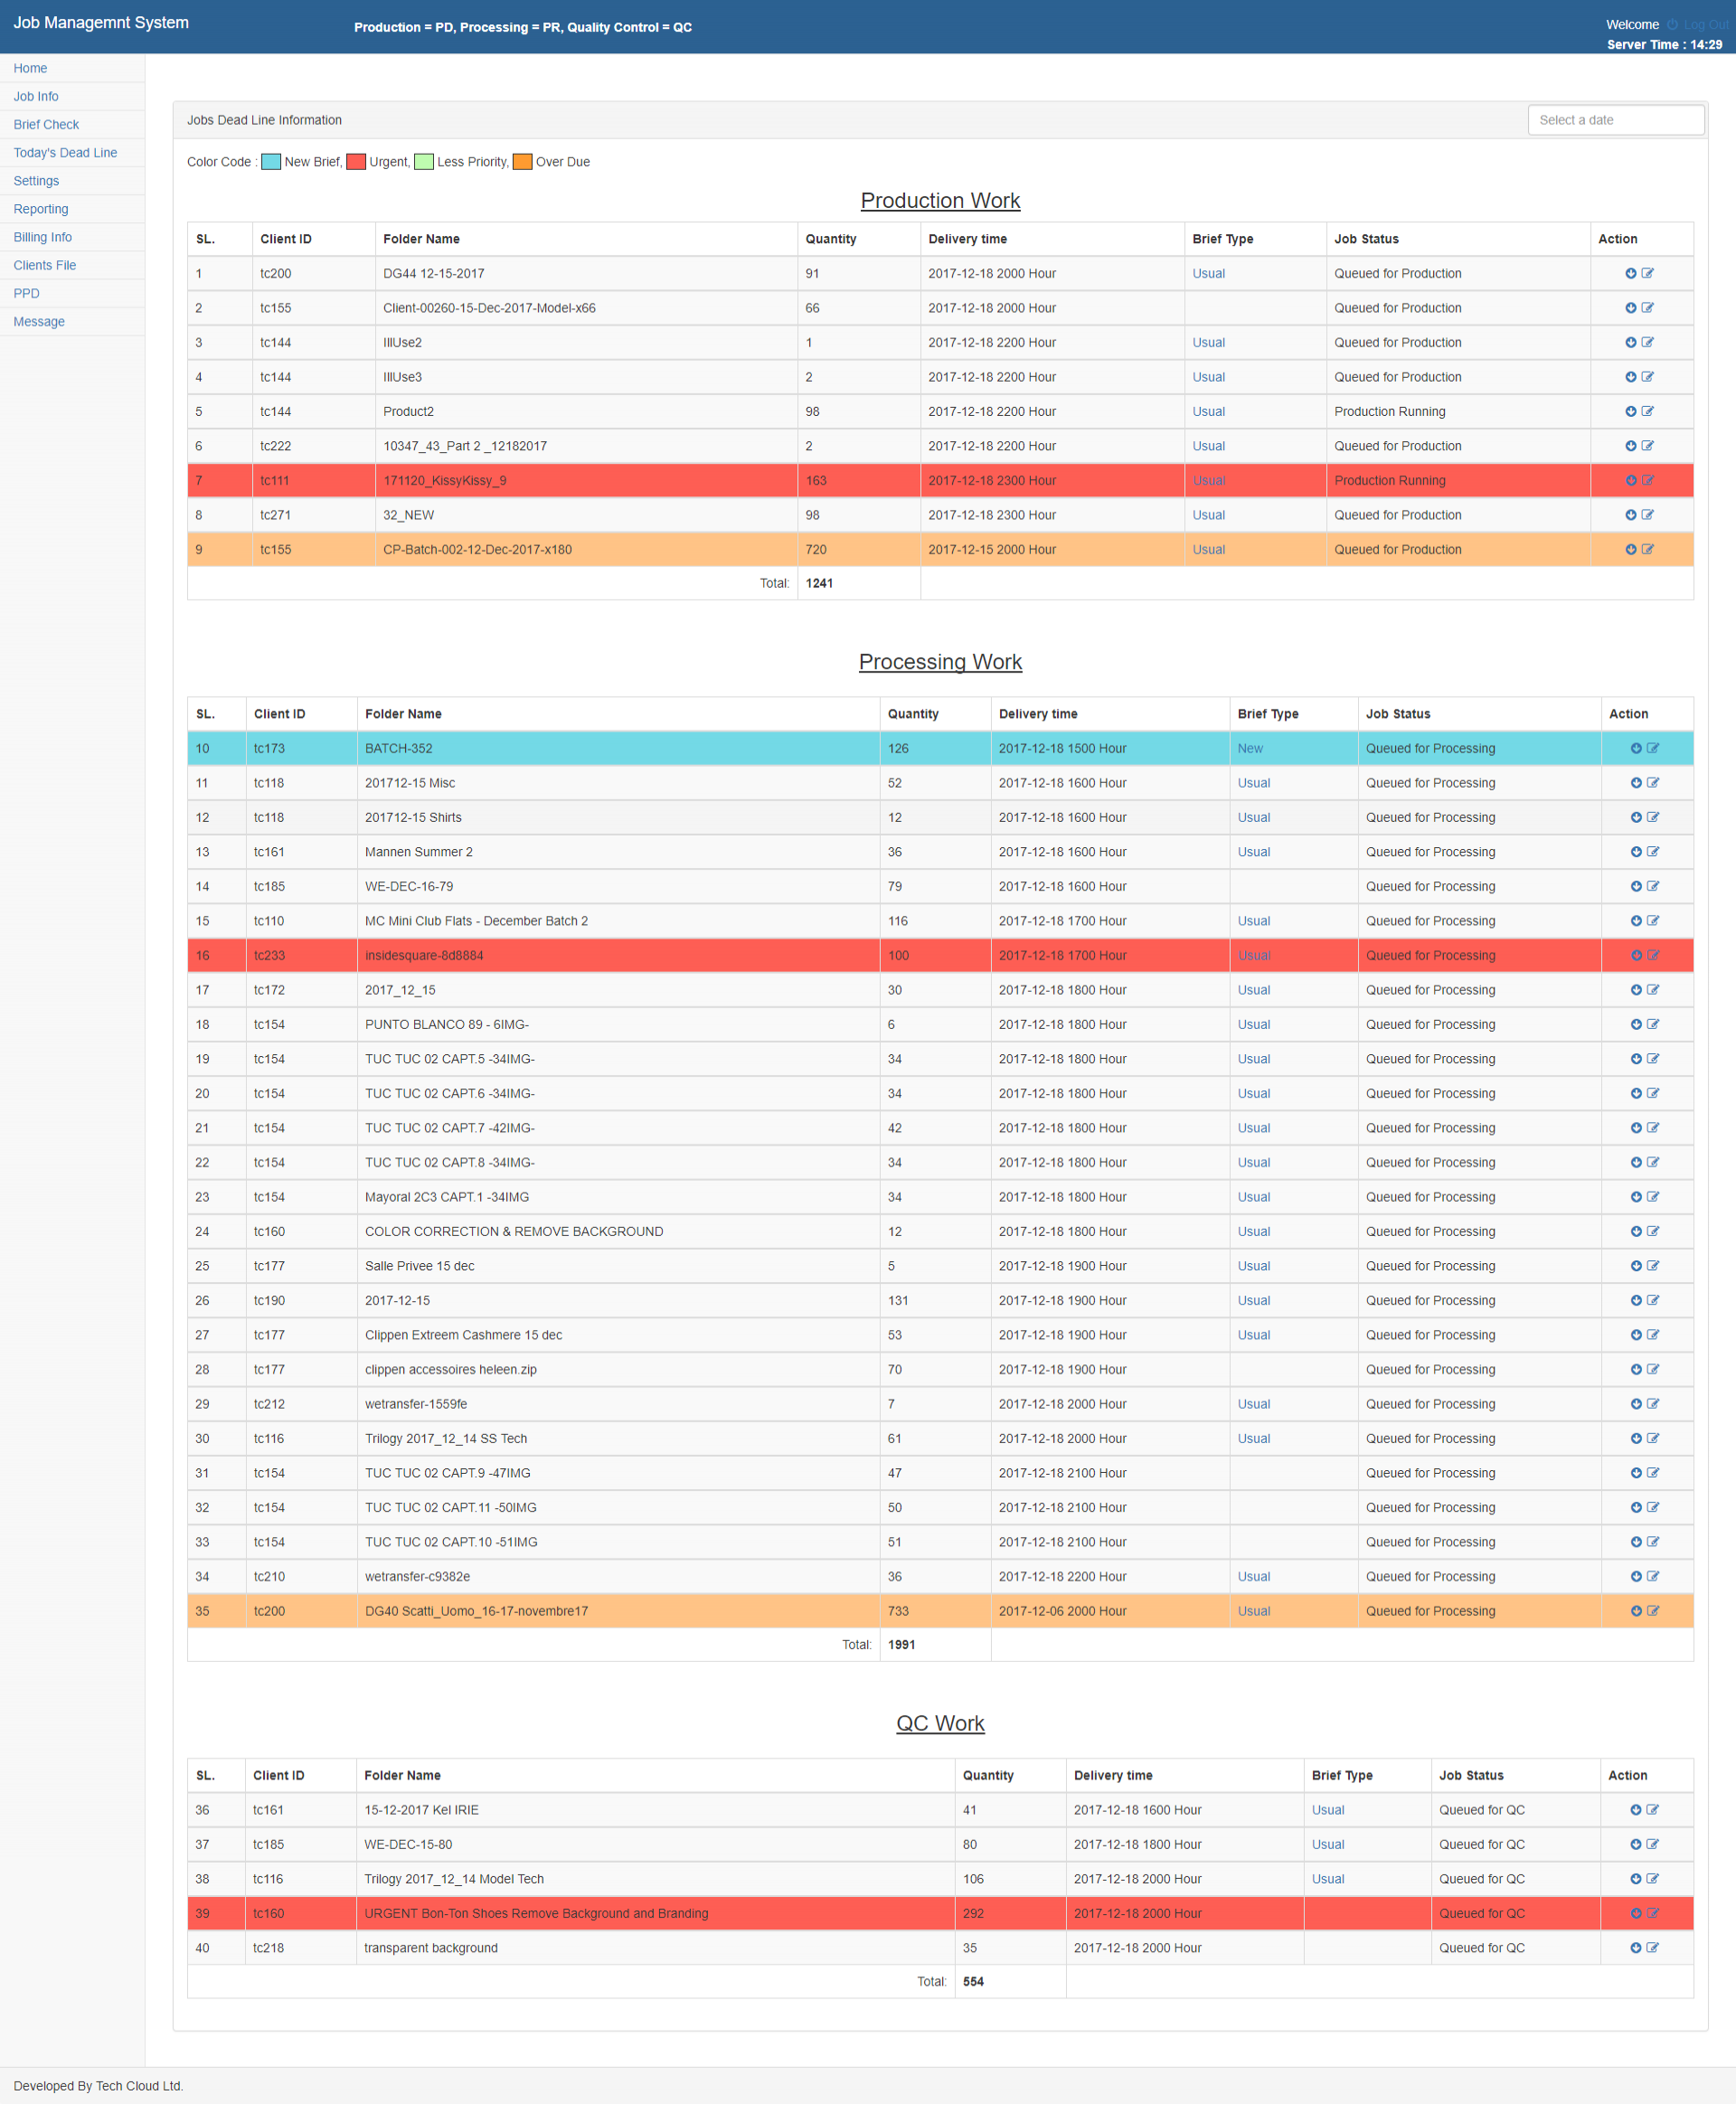 Job Managemnt System
Production = PD, Processing = PR, Quality Control = QC
Welcome Log Out
Server Time : 14:29
Home
Job Info
Brief Check
Today's Dead Line
Settings
Reporting
Billing Info
Clients File
PPD
Message
Jobs Dead Line Information
Select a date
Color Code : New Brief, Urgent, Less Priority, Over Due
Production Work
SL. Client ID Folder Name Quantity Delivery time Brief Type Job Status Action
1 tc200 DG44 12-15-2017 91 2017-12-18 2000 Hour Usual Queued for Production
2 tc155 Client-00260-15-Dec-2017-Model-x66 66 2017-12-18 2000 Hour Queued for Production
3 tc144 IllUse2 1 2017-12-18 2200 Hour Usual Queued for Production
4 tc144 IllUse3 2 2017-12-18 2200 Hour Usual Queued for Production
5 tc144 Product2 98 2017-12-18 2200 Hour Usual Production Running
6 tc222 10347_43_Part 2 _12182017 2 2017-12-18 2200 Hour Usual Queued for Production
7 tc111 171120_KissyKissy_9 163 2017-12-18 2300 Hour Usual Production Running
8 tc271 32_NEW 98 2017-12-18 2300 Hour Usual Queued for Production
9 tc155 CP-Batch-002-12-Dec-2017-x180 720 2017-12-15 2000 Hour Usual Queued for Production
Total: 1241
Processing Work
SL. Client ID Folder Name Quantity Delivery time Brief Type Job Status Action
10 tc173 BATCH-352 126 2017-12-18 1500 Hour New Queued for Processing
11 tc118 201712-15 Misc 52 2017-12-18 1600 Hour Usual Queued for Processing
12 tc118 201712-15 Shirts 12 2017-12-18 1600 Hour Usual Queued for Processing
13 tc161 Mannen Summer 2 36 2017-12-18 1600 Hour Usual Queued for Processing
14 tc185 WE-DEC-16-79 79 2017-12-18 1600 Hour Queued for Processing
15 tc110 MC Mini Club Flats - December Batch 2 116 2017-12-18 1700 Hour Usual Queued for Processing
16 tc233 insidesquare-8d8884 100 2017-12-18 1700 Hour Usual Queued for Processing
17 tc172 2017_12_15 30 2017-12-18 1800 Hour Usual Queued for Processing
18 tc154 PUNTO BLANCO 89 - 6IMG- 6 2017-12-18 1800 Hour Usual Queued for Processing
19 tc154 TUC TUC 02 CAPT.5 -34IMG- 34 2017-12-18 1800 Hour Usual Queued for Processing
20 tc154 TUC TUC 02 CAPT.6 -34IMG- 34 2017-12-18 1800 Hour Usual Queued for Processing
21 tc154 TUC TUC 02 CAPT.7 -42IMG- 42 2017-12-18 1800 Hour Usual Queued for Processing
22 tc154 TUC TUC 02 CAPT.8 -34IMG- 34 2017-12-18 1800 Hour Usual Queued for Processing
23 tc154 Mayoral 2C3 CAPT.1 -34IMG 34 2017-12-18 1800 Hour Usual Queued for Processing
24 tc160 COLOR CORRECTION & REMOVE BACKGROUND 12 2017-12-18 1800 Hour Usual Queued for Processing
25 tc177 Salle Privee 15 dec 5 2017-12-18 1900 Hour Usual Queued for Processing
26 tc190 2017-12-15 131 2017-12-18 1900 Hour Usual Queued for Processing
27 tc177 Clippen Extreem Cashmere 15 dec 53 2017-12-18 1900 Hour Usual Queued for Processing
28 tc177 clippen accessoires heleen.zip 70 2017-12-18 1900 Hour Queued for Processing
29 tc212 wetransfer-1559fe 7 2017-12-18 2000 Hour Usual Queued for Processing
30 tc116 Trilogy 2017_12_14 SS Tech 61 2017-12-18 2000 Hour Usual Queued for Processing
31 tc154 TUC TUC 02 CAPT.9 -47IMG 47 2017-12-18 2100 Hour Queued for Processing
32 tc154 TUC TUC 02 CAPT.11 -50IMG 50 2017-12-18 2100 Hour Queued for Processing
33 tc154 TUC TUC 02 CAPT.10 -51IMG 51 2017-12-18 2100 Hour Queued for Processing
34 tc210 wetransfer-c9382e 36 2017-12-18 2200 Hour Usual Queued for Processing
35 tc200 DG40 Scatti_Uomo_16-17-novembre17 733 2017-12-06 2000 Hour Usual Queued for Processing
Total: 1991
QC Work
SL. Client ID Folder Name Quantity Delivery time Brief Type Job Status Action
36 tc161 15-12-2017 Kel IRIE 41 2017-12-18 1600 Hour Usual Queued for QC
37 tc185 WE-DEC-15-80 80 2017-12-18 1800 Hour Usual Queued for QC
38 tc116 Trilogy 2017_12_14 Model Tech 106 2017-12-18 2000 Hour Usual Queued for QC
39 tc160 URGENT Bon-Ton Shoes Remove Background and Branding 292 2017-12-18 2000 Hour Queued for QC
40 tc218 transparent background 35 2017-12-18 2000 Hour Queued for QC
Total: 554
Developed By Tech Cloud Ltd.